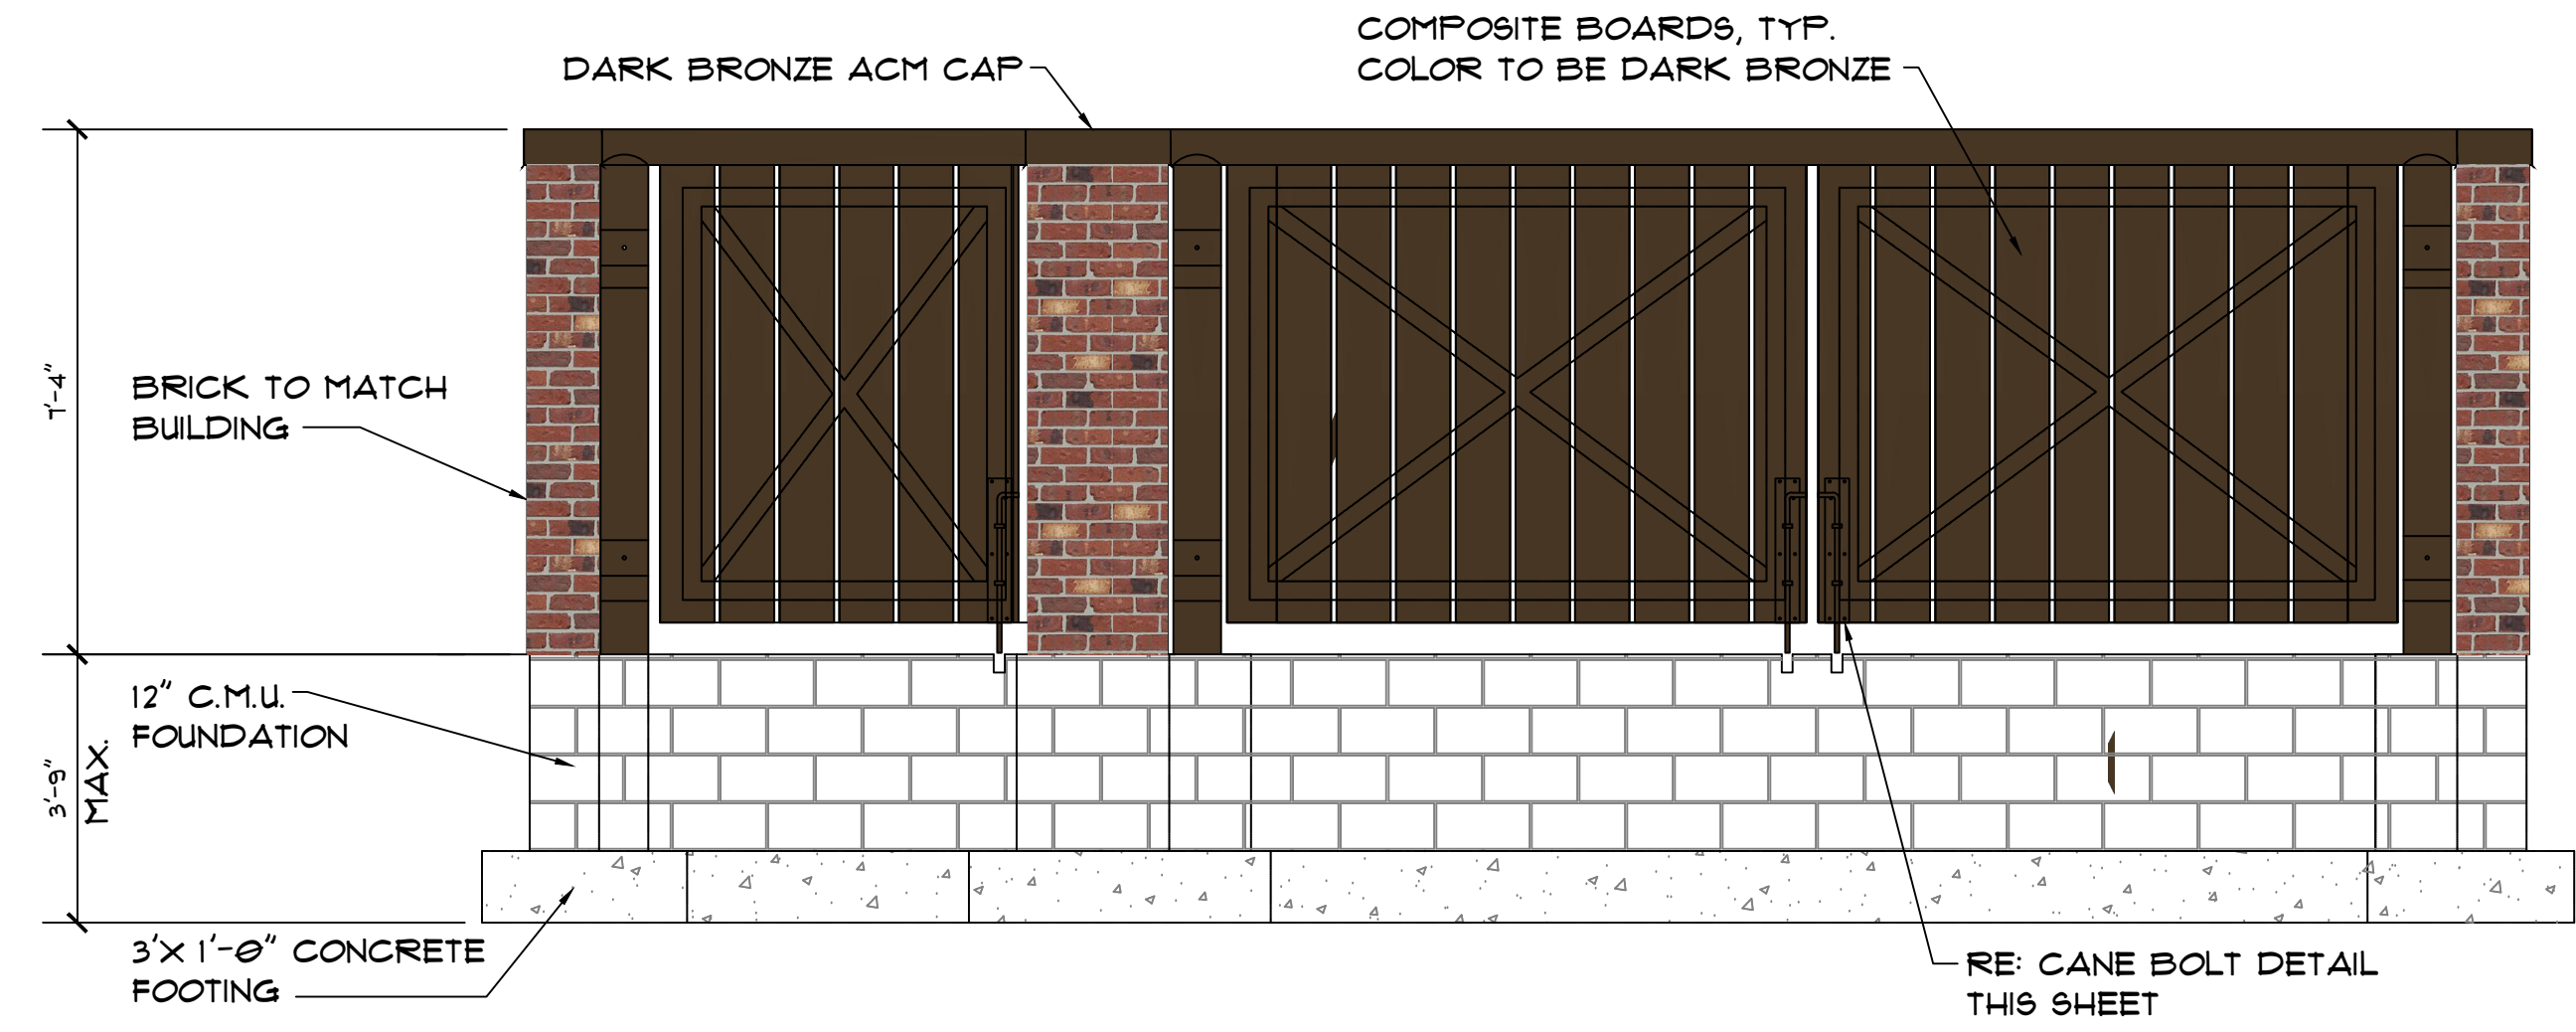 COMPOSITE BOARDS, TYP.
COLOR TO BE DARK BRONZE
DARK BRONZE ACM CAP
7'-4"
BRICK TO MATCH
BUILDING
12" C.M.U.
FOUNDATION
3'-9"
MAX.
3'X 1'-0" CONCRETE
FOOTING
RE: CANE BOLT DETAIL
THIS SHEET